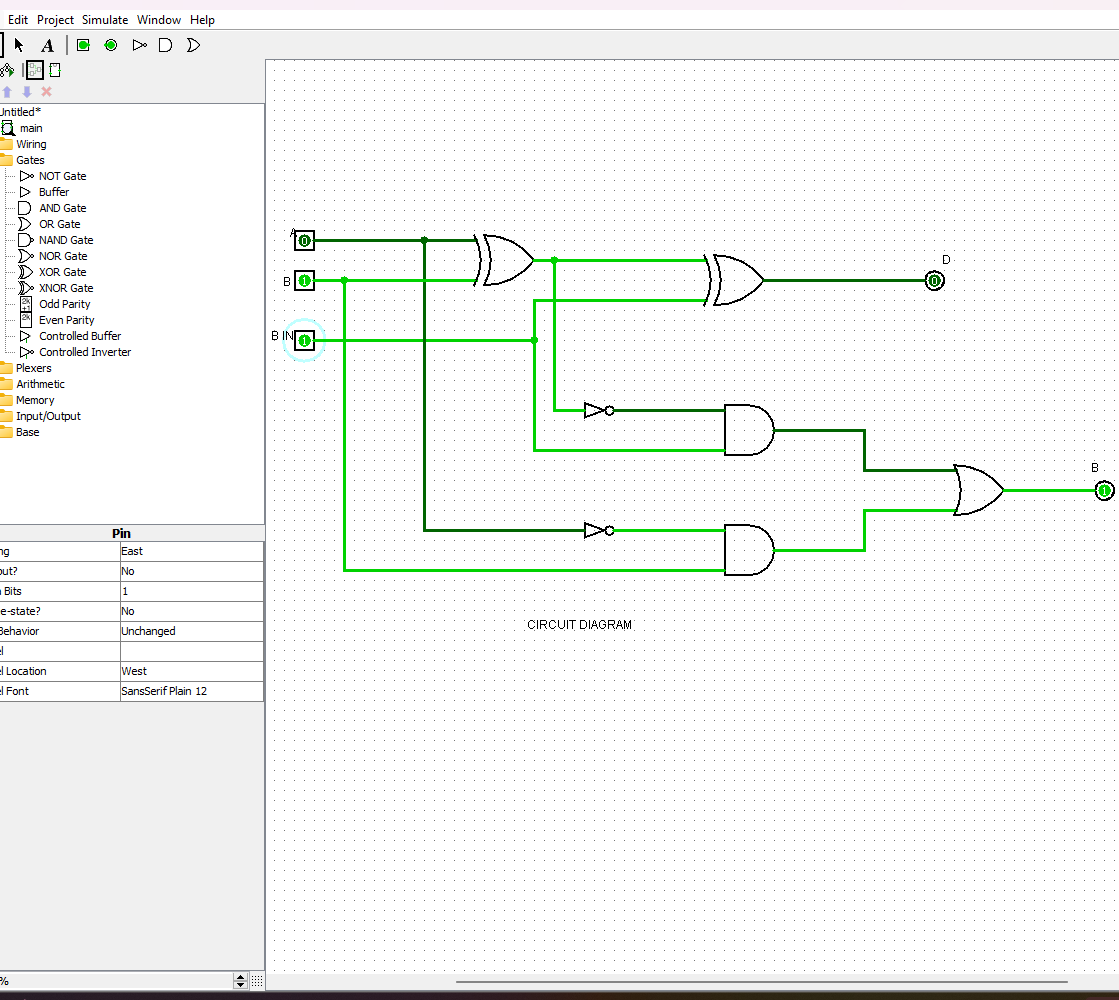 Edit Project Simulate Window Help
A
Untitled*
main
Wiring
Gates
NOT Gate
Buffer
AND Gate
OR Gate
NAND Gate
NOR Gate
XOR Gate
XNOR Gate
Odd Parity
Even Parity
Controlled Buffer
Controlled Inverter
Plexers
Arithmetic
Memory
Input/Output
Base
Pin
ng East
out? No
Bits 1
e-state? No
Behavior Unchanged
el
el Location West
el Font SansSerif Plain 12
%
A 0
B 1
B IN 1
D
0
B
1
CIRCUIT DIAGRAM